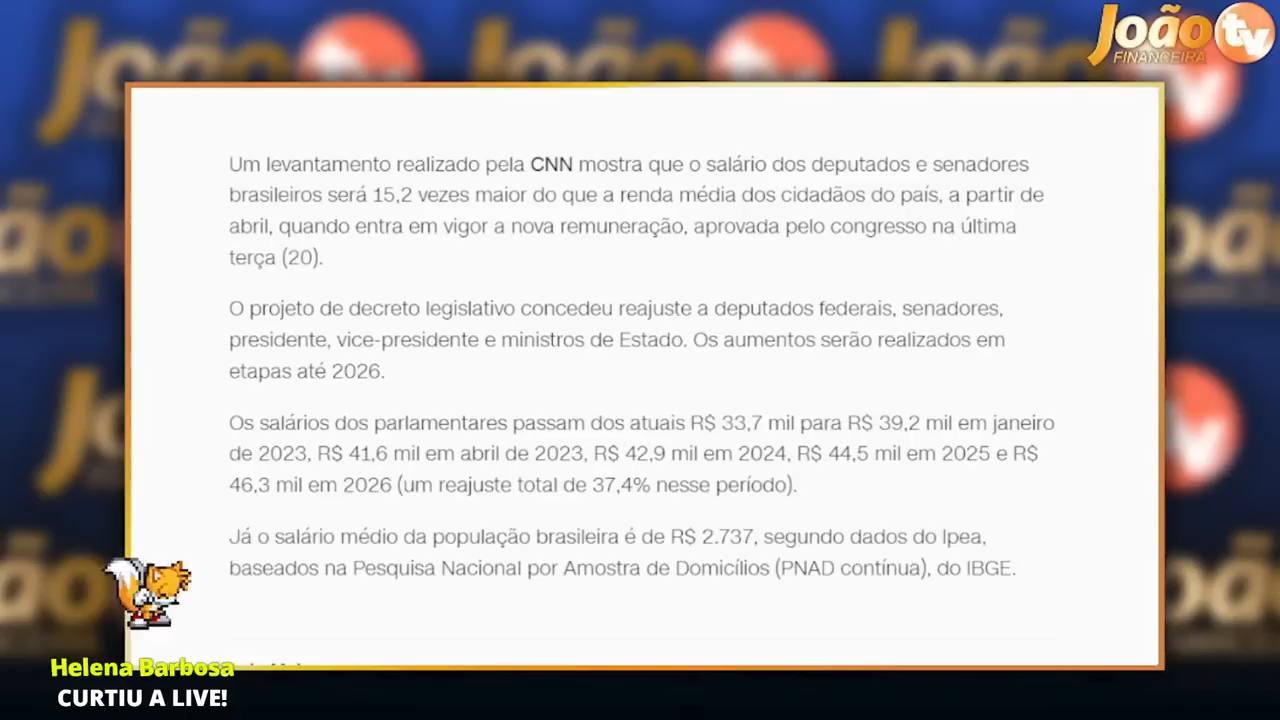 João
FINANCEIRA
tv
Um levantamento realizado pela CNN mostra que o salário dos deputados e senadores
brasileiros será 15,2 vezes maior do que a renda média dos cidadãos do país, a partir de
abril, quando entra em vigor a nova remuneração, aprovada pelo congresso na última
terça (20).
O projeto de decreto legislativo concedeu reajuste a deputados federais, senadores,
presidente, vice-presidente e ministros de Estado. Os aumentos serão realizados em
etapas até 2026.
Os salários dos parlamentares passam dos atuais R$ 33,7 mil para R$ 39,2 mil em janeiro
de 2023, R$ 41,6 mil em abril de 2023, R$ 42,9 mil em 2024, R$ 44,5 mil em 2025 e R$
46,3 mil em 2026 (um reajuste total de 37,4% nesse período).
Já o salário médio da população brasileira é de R$ 2.737, segundo dados do Ipea,
baseados na Pesquisa Nacional por Amostra de Domicílios (PNAD contínua), do IBGE.
Helena Barbosa
CURTIU A LIVE!